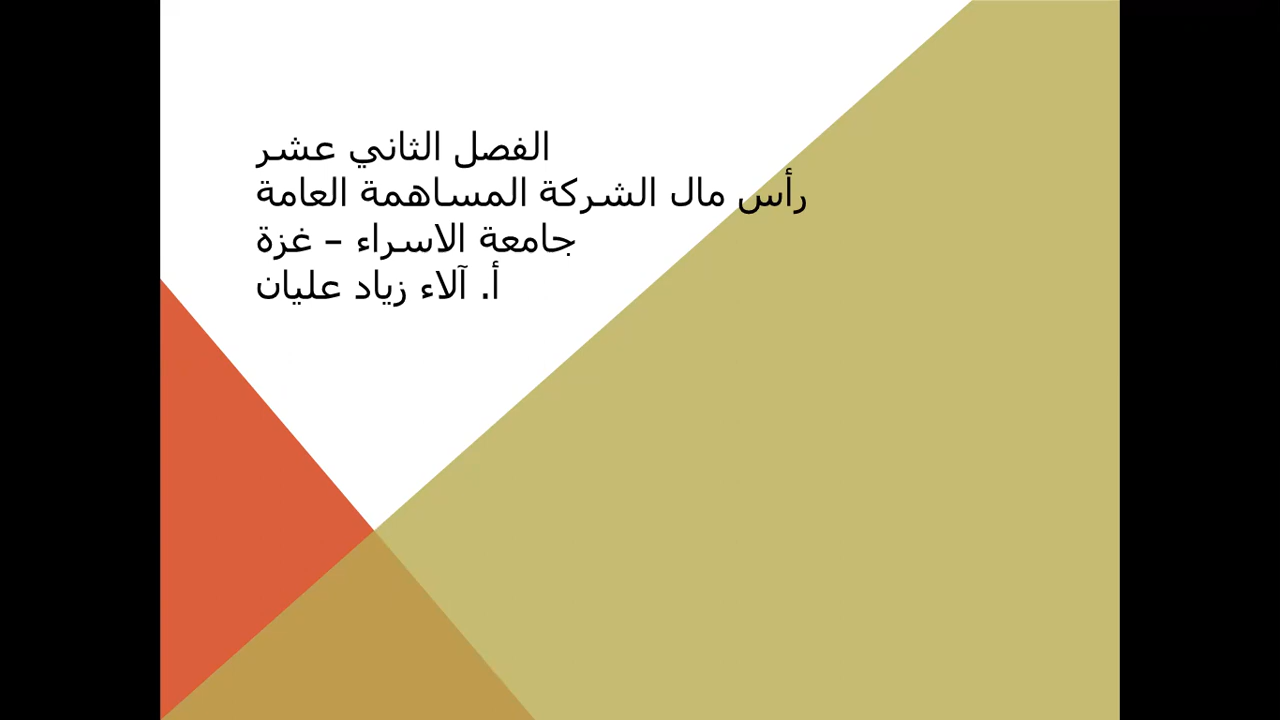 الفصل الثاني عشر
رأس مال الشركة المساهمة العامة
جامعة الاسراء – غزة
أ. آلاء زياد عليان